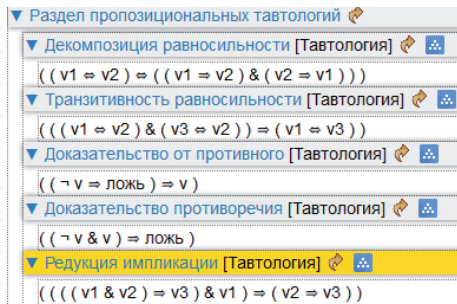 Раздел пропозициональных тавтологий
Декомпозиция равносильности [Тавтология]
( ( v1 ⇔ v2 ) ⇔ ( ( v1 ⇒ v2 ) & ( v2 ⇒ v1 ) ) )
Транзитивность равносильности [Тавтология]
( ( ( v1 ⇔ v2 ) & ( v3 ⇔ v2 ) ) ⇒ ( v1 ⇔ v3 ) )
Доказательство от противного [Тавтология]
( ( ¬ v ⇒ ложь ) ⇒ v )
Доказательство противоречия [Тавтология]
( ( ¬ v & v ) ⇒ ложь )
Редукция импликации [Тавтология]
( ( ( ( v1 & v2 ) ⇒ v3 ) & v1 ) ⇒ ( v2 ⇒ v3 ) )